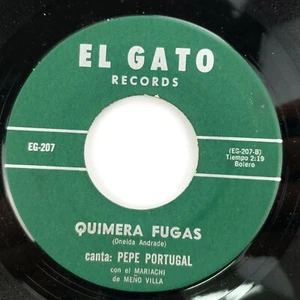 EL GATO
RECORDS
EG-207
(EG-207-B)
Tiempo 2:19
Bolero
QUIMERA FUGAS
(Oneida Andrade)
canta: PEPE PORTUGAL
con el MARIACHI
de MEÑO VILLA